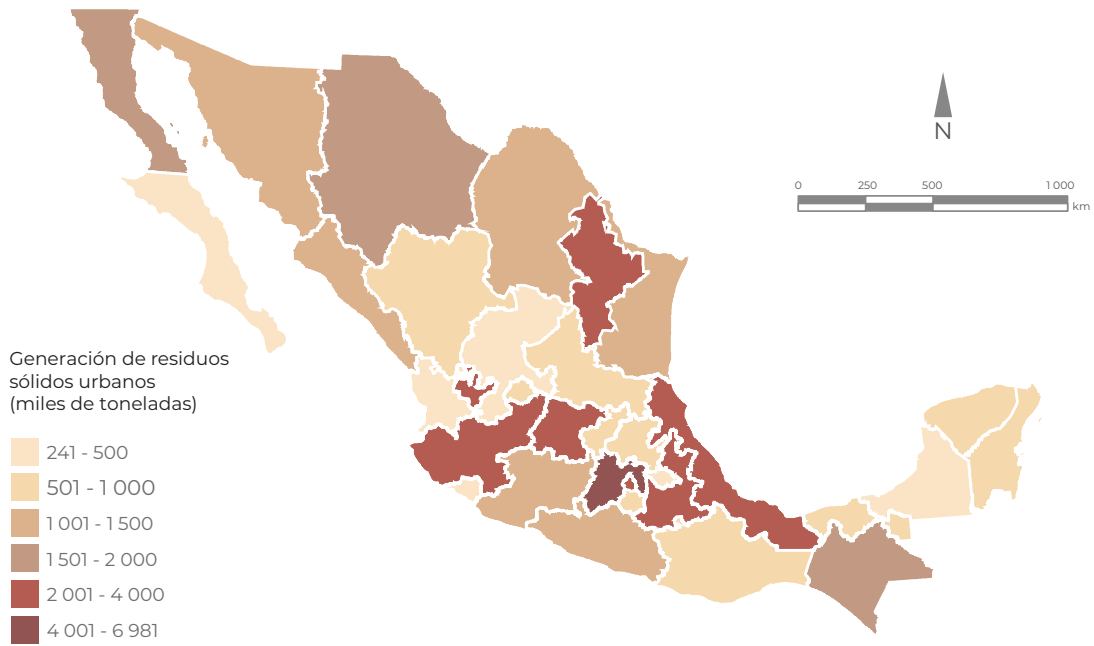 N
0 250 500 1 000
km
Generación de residuos
sólidos urbanos
(miles de toneladas)
241 - 500
501 - 1 000
1 001 - 1 500
1 501 - 2 000
2 001 - 4 000
4 001 - 6 981